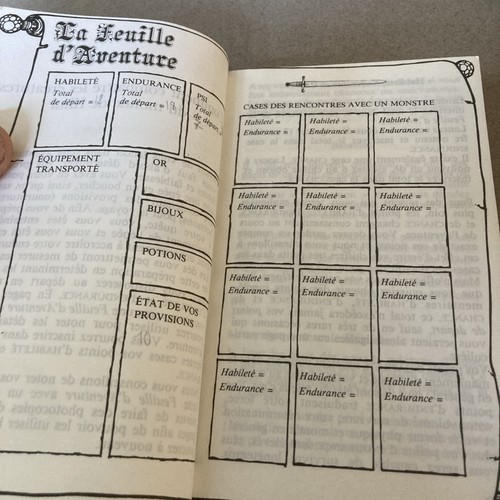 La Feuille
d'Aventure
HABILETÉ
Total
de départ =
ENDURANCE
Total
de départ =
PSI
Total
de départ
ÉQUIPEMENT
TRANSPORTÉ
OR
BIJOUX
POTIONS
ÉTAT DE VOS
PROVISIONS
10
CASES DES RENCONTRES AVEC UN MONSTRE
Habileté =
Endurance =
Habileté =
Endurance =
Habileté =
Endurance =
Habileté =
Endurance =
Habileté =
Endurance =
Habileté =
Endurance =
Habileté =
Endurance =
Habileté =
Endurance =
Habileté =
Endurance =
Habileté =
Endurance =
Habileté =
Endurance =
Habileté =
Endurance =